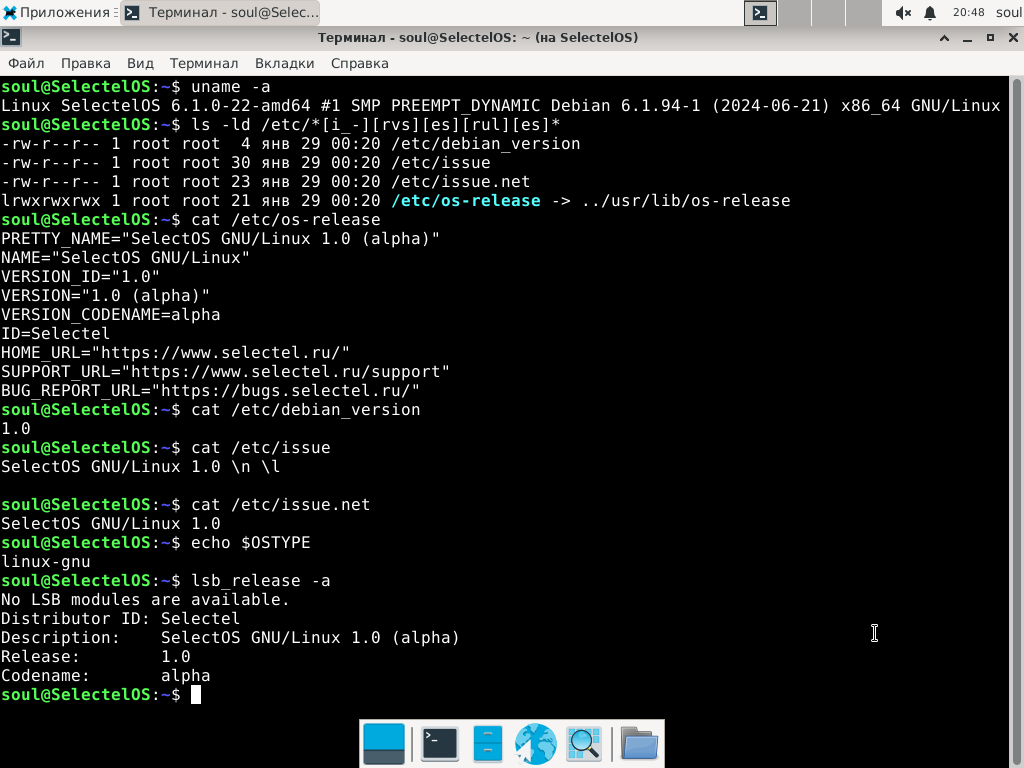 Приложения
Терминал - soul@Selec...
20:48 soul
Терминал - soul@SelectelOS: ~ (на SelectelOS)
Файл Правка Вид Терминал Вкладки Справка
soul@SelectelOS:~$ uname -a
Linux SelectelOS 6.1.0-22-amd64 #1 SMP PREEMPT_DYNAMIC Debian 6.1.94-1 (2024-06-21) x86_64 GNU/Linux
soul@SelectelOS:~$ ls -ld /etc/*[i_-][rvs][es][rul][es]*
-rw-r--r-- 1 root root  4 янв 29 00:20 /etc/debian_version
-rw-r--r-- 1 root root 30 янв 29 00:20 /etc/issue
-rw-r--r-- 1 root root 23 янв 29 00:20 /etc/issue.net
lrwxrwxrwx 1 root root 21 янв 29 00:20 /etc/os-release -> ../usr/lib/os-release
soul@SelectelOS:~$ cat /etc/os-release
PRETTY_NAME="SelectOS GNU/Linux 1.0 (alpha)"
NAME="SelectOS GNU/Linux"
VERSION_ID="1.0"
VERSION="1.0 (alpha)"
VERSION_CODENAME=alpha
ID=Selectel
HOME_URL="https://www.selectel.ru/"
SUPPORT_URL="https://www.selectel.ru/support"
BUG_REPORT_URL="https://bugs.selectel.ru/"
soul@SelectelOS:~$ cat /etc/debian_version
1.0
soul@SelectelOS:~$ cat /etc/issue
SelectOS GNU/Linux 1.0 \n \l
soul@SelectelOS:~$ cat /etc/issue.net
SelectOS GNU/Linux 1.0
soul@SelectelOS:~$ echo $OSTYPE
linux-gnu
soul@SelectelOS:~$ lsb_release -a
No LSB modules are available.
Distributor ID: Selectel
Description:    SelectOS GNU/Linux 1.0 (alpha)
Release:        1.0
Codename:       alpha
soul@SelectelOS:~$